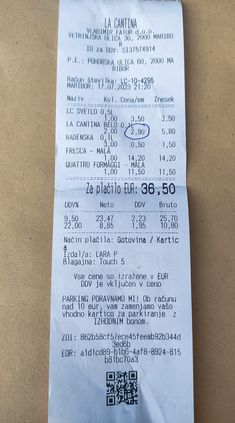 LA CANTINA
VLADIMIR FATUR d.o.o.
VETRINJSKA ULICA 30, 2000 MARIBO
R
ID za DDV: SI37574914
P.E.: POHORSKA ULICA 60, 2000 MA
RIBOR
Račun številka: LC-10-4295
MARIBOR: 17.07.2023 21:20
Naziv Kol. Cena/em Znesek
LC SVETLO 0,5L
1,00 3,50 3,50
LA CANTINA BELO 0,1L
2,00 2,90 5,80
RADENSKA 0,1L
3,00 0,50 1,50
FRESCA - MALA
1,00 14,20 14,20
QUATTRO FORMAGGI - MALA
1,00 11,50 11,50
Za plačilo EUR: 36,50
DDV% Neto DDV Bruto
9,50 23,47 2,23 25,70
22,00 8,85 1,95 10,80
Način plačila: Gotovina / Kartic
a
Izdal/a: LARA P
Blagajna: Touch 5
Vse cene so izražene v EUR
DDV je vključen v ceno
PARKING PORAVNAMO MI! Ob računu
nad 10 eur, vam zamenjamo vašo
vhodno kartico za parkiranje z
IZHODNIM bonom.
ZOI: 862b58cf57ece45feeab92b344d
3ed6b
EOR: a1d1cd89-b1b6-4af6-8924-815
b81bc70a3